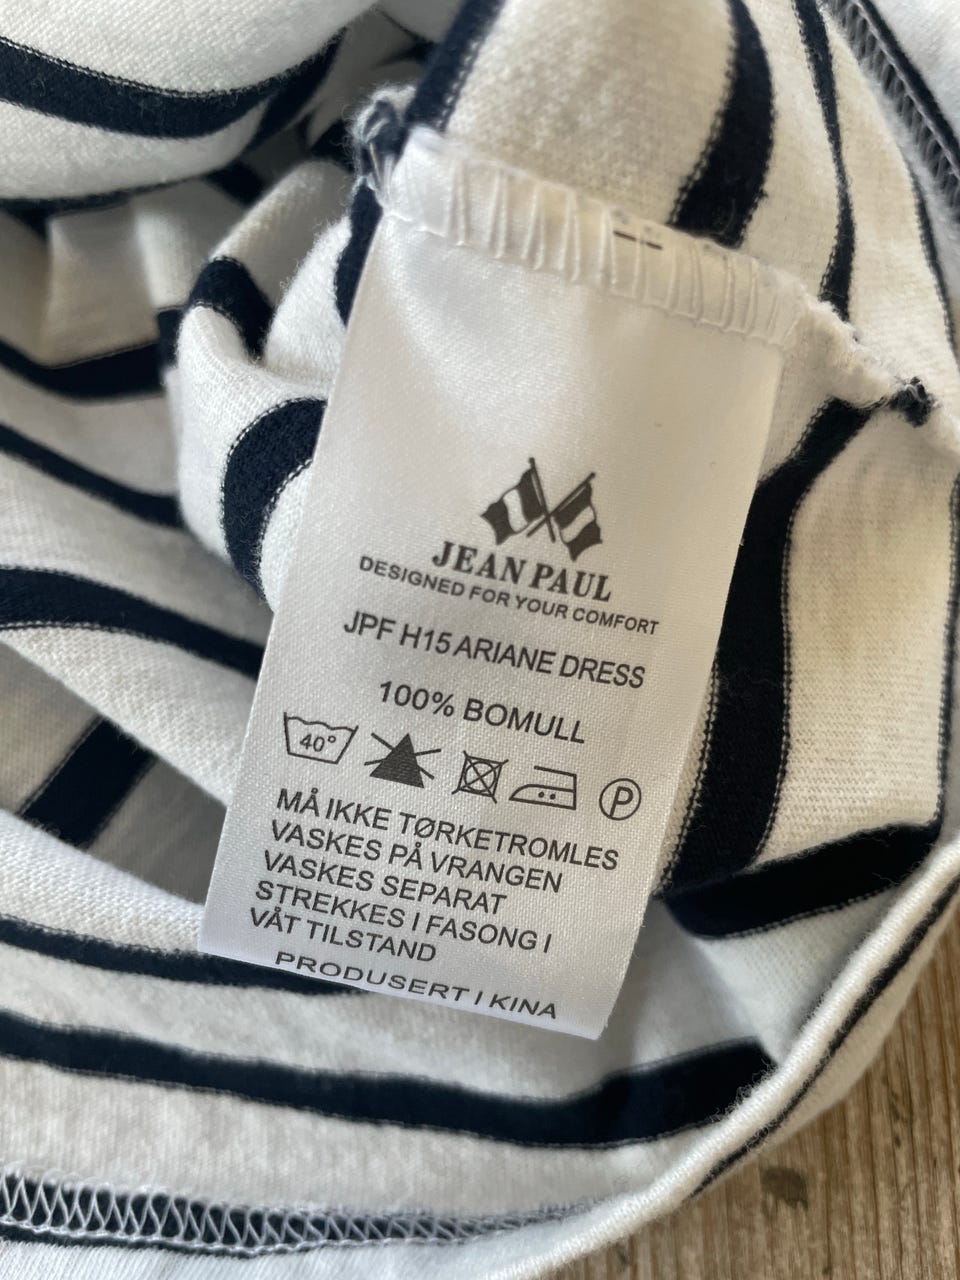 JEAN PAUL
DESIGNED FOR YOUR COMFORT
JPF H15 ARIANE DRESS
100% BOMULL
40°
P
MÅ IKKE TØRKETROMLES
VASKES PÅ VRANGEN
VASKES SEPARAT
STREKKES I FASONG I
VÅT TILSTAND
PRODUSERT I KINA